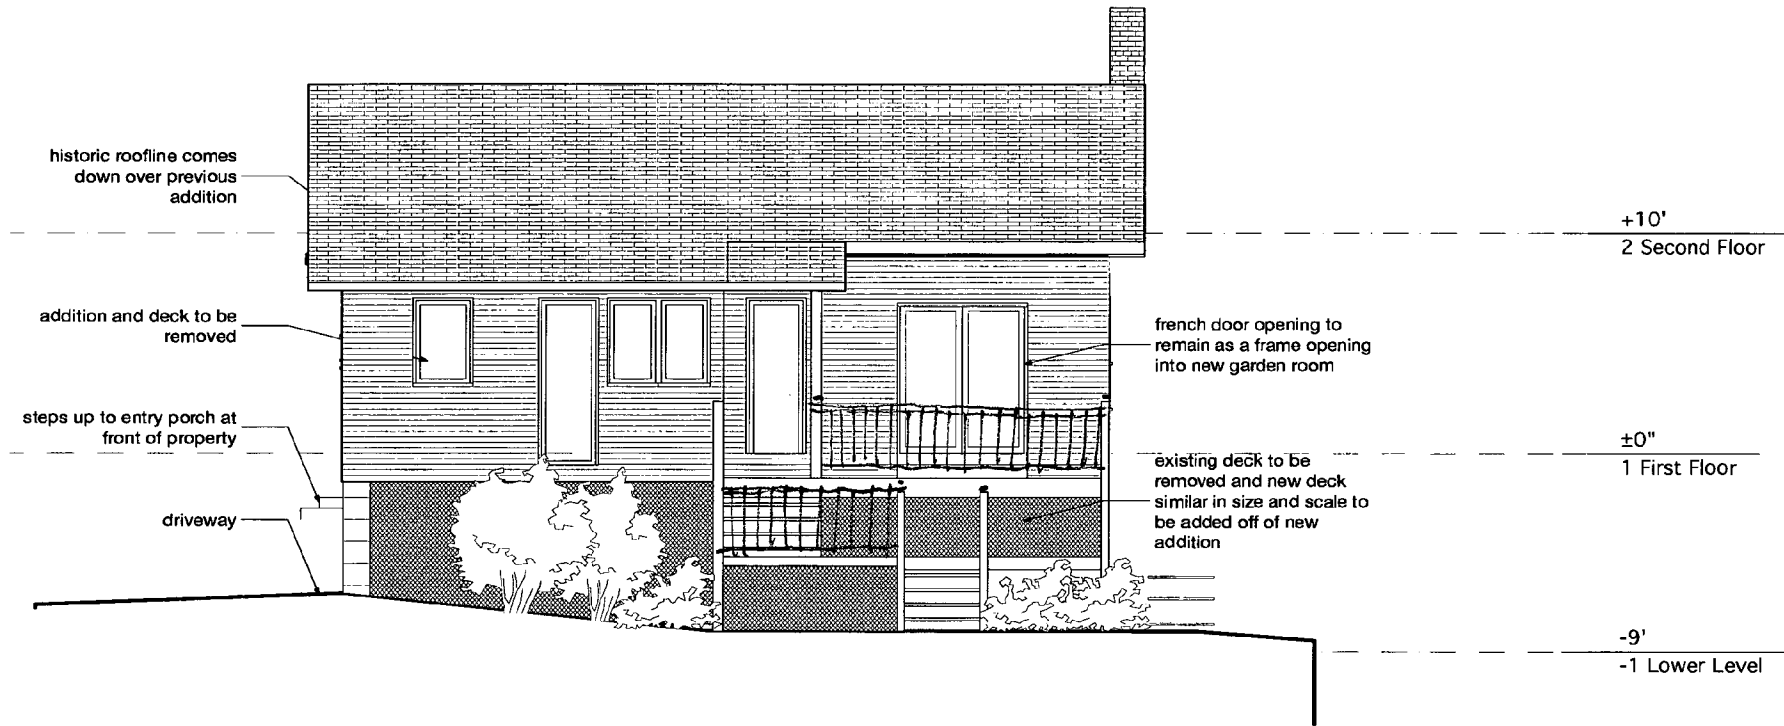 historic roofline comes
down over previous
addition
addition and deck to be
removed
steps up to entry porch at
front of property
driveway
french door opening to
remain as a frame opening
into new garden room
existing deck to be
removed and new deck
similar in size and scale to
be added off of new
addition
+10'
2 Second Floor
±0"
1 First Floor
-9'
-1 Lower Level